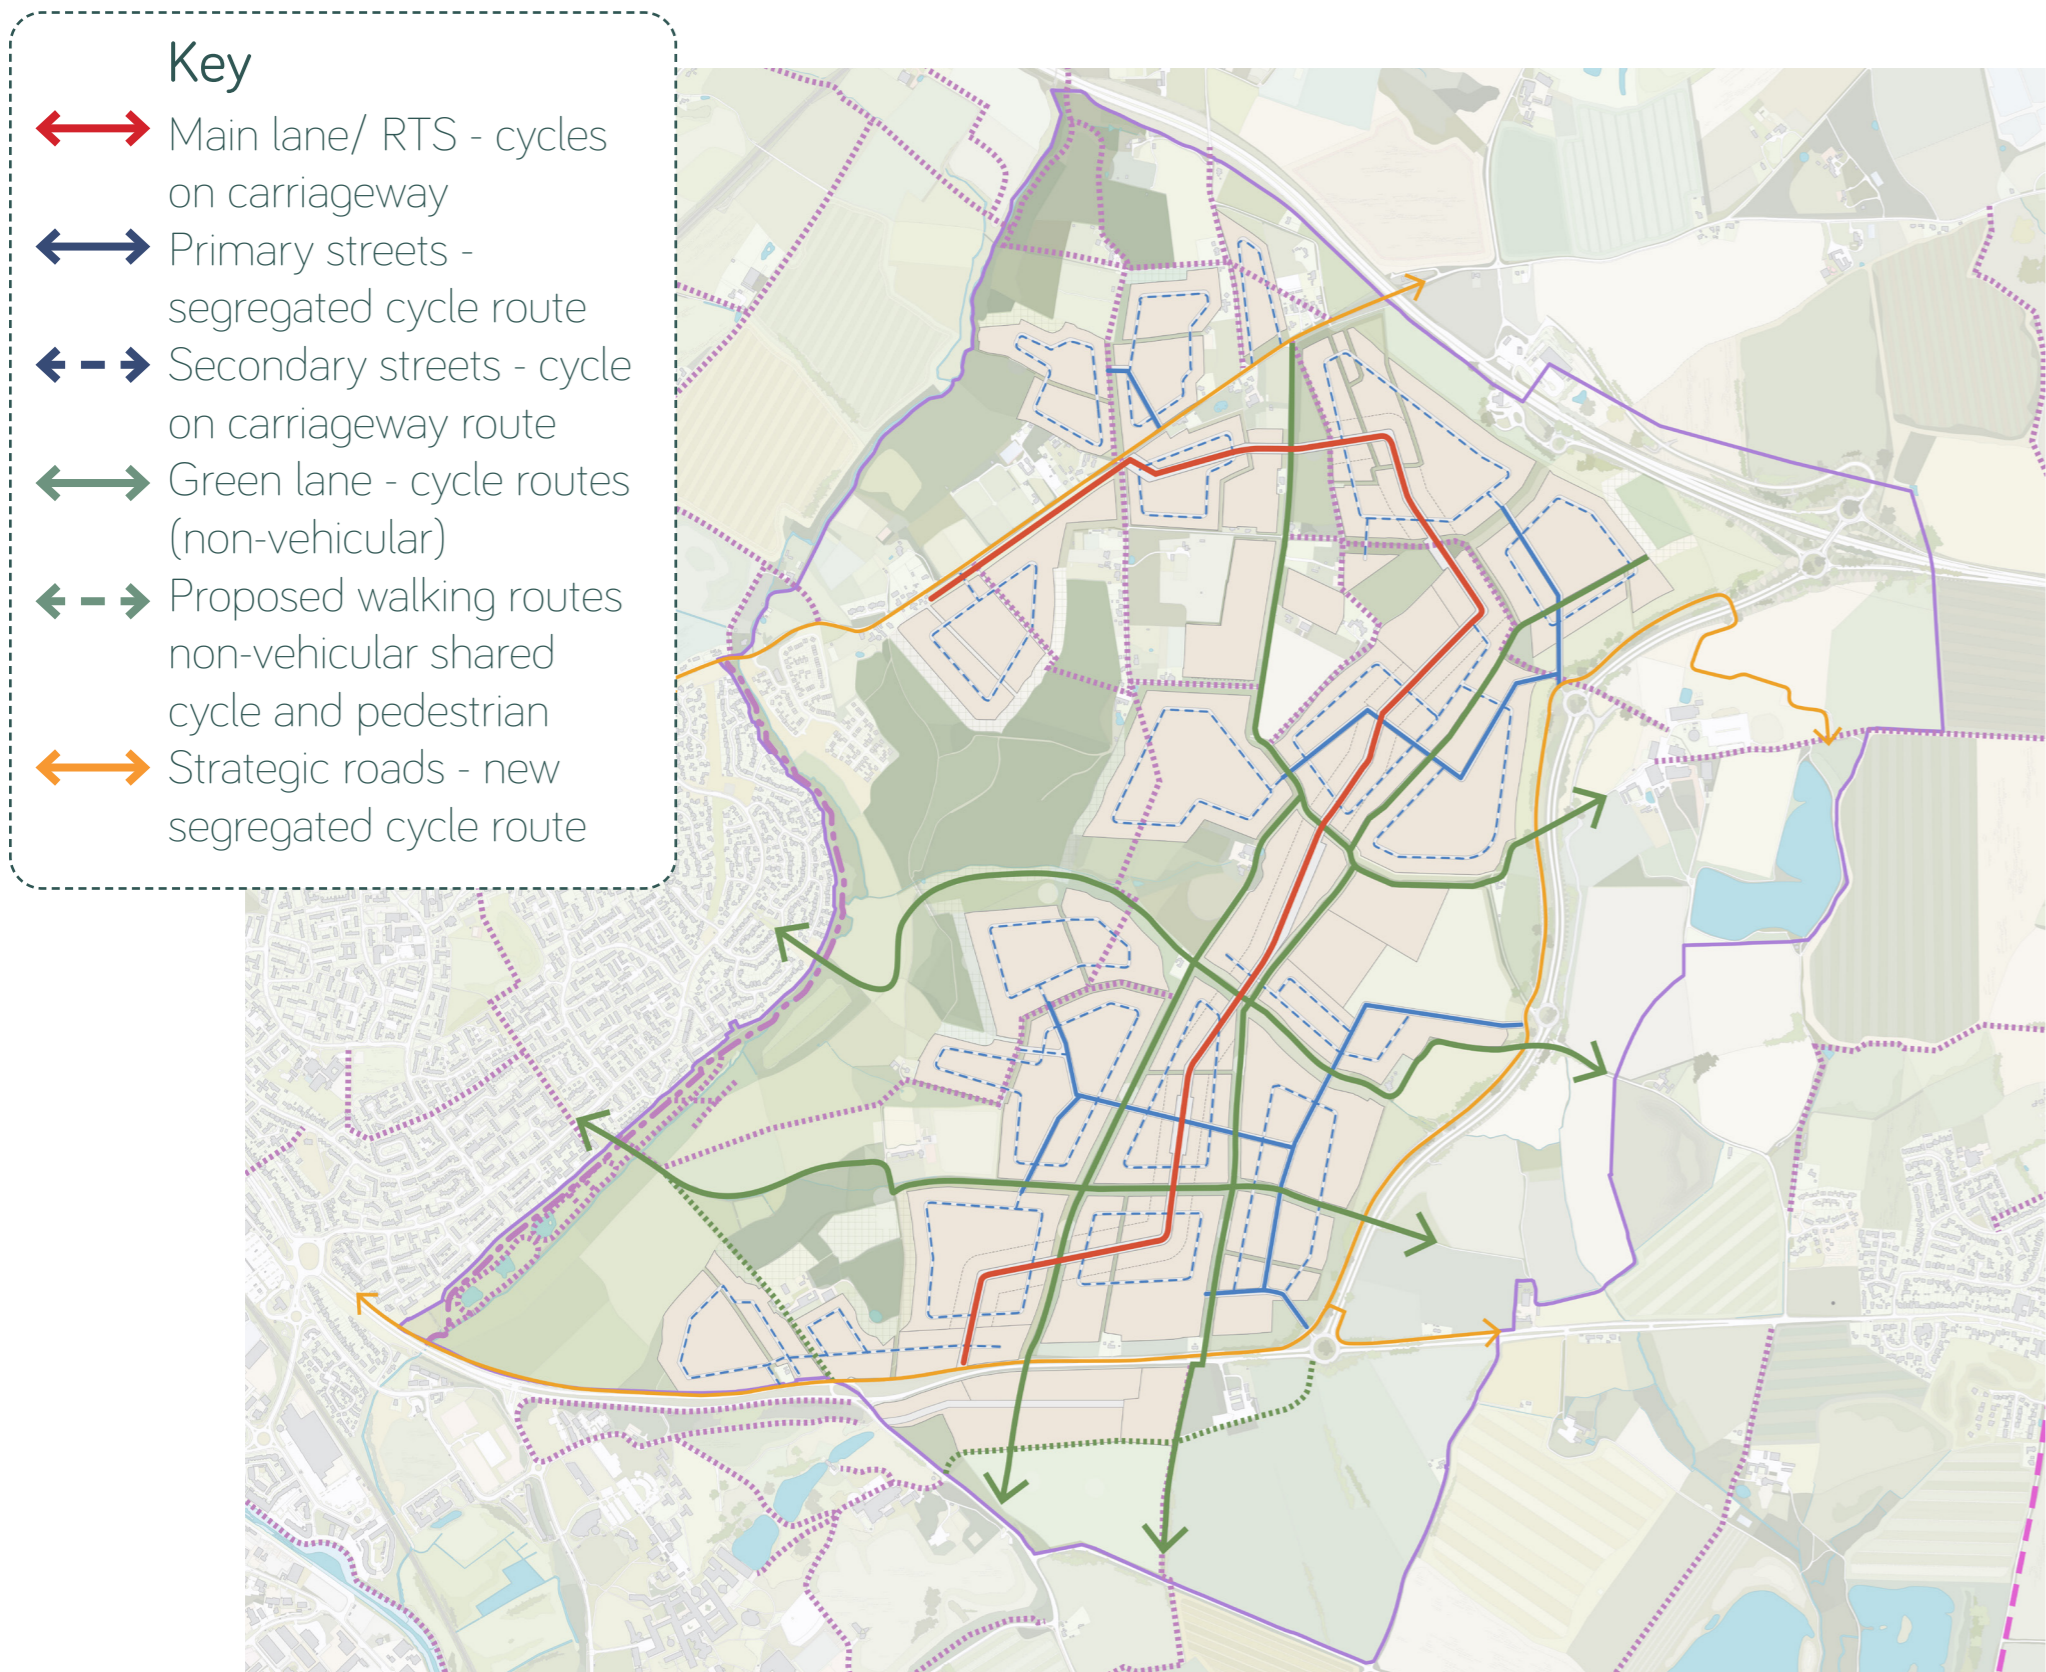 Key
Main lane/ RTS - cycles
on carriageway
Primary streets -
segregated cycle route
Secondary streets - cycle
on carriageway route
Green lane - cycle routes
(non-vehicular)
Proposed walking routes
non-vehicular shared
cycle and pedestrian
Strategic roads - new
segregated cycle route